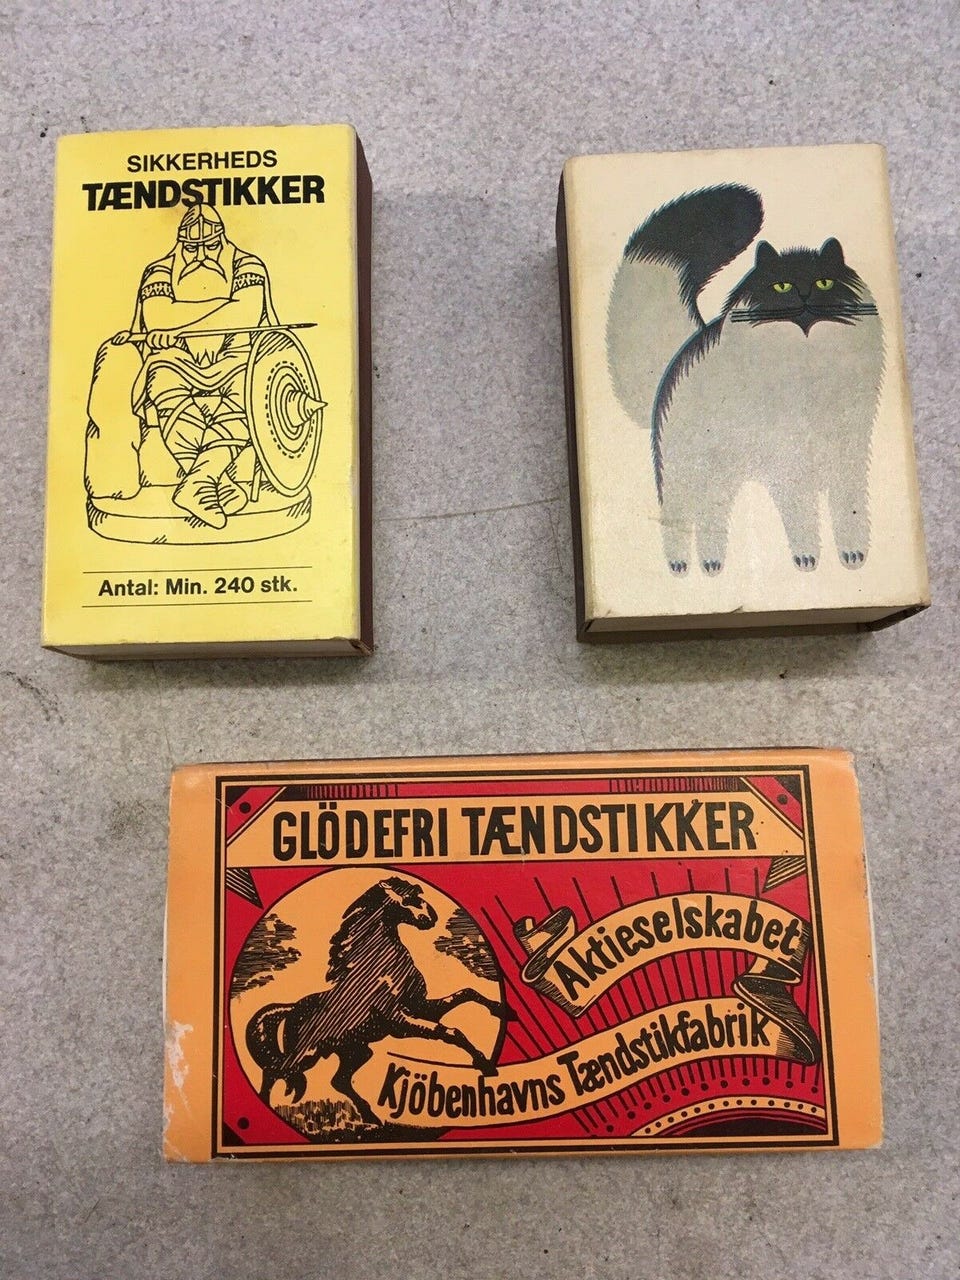 SIKKERHEDS
TÆNDSTIKKER
Antal: Min. 240 stk.
GLÖDEFRI TÆNDSTIKKER
Aktieselskabet
Kjöbenhavns Tændstikfabrik